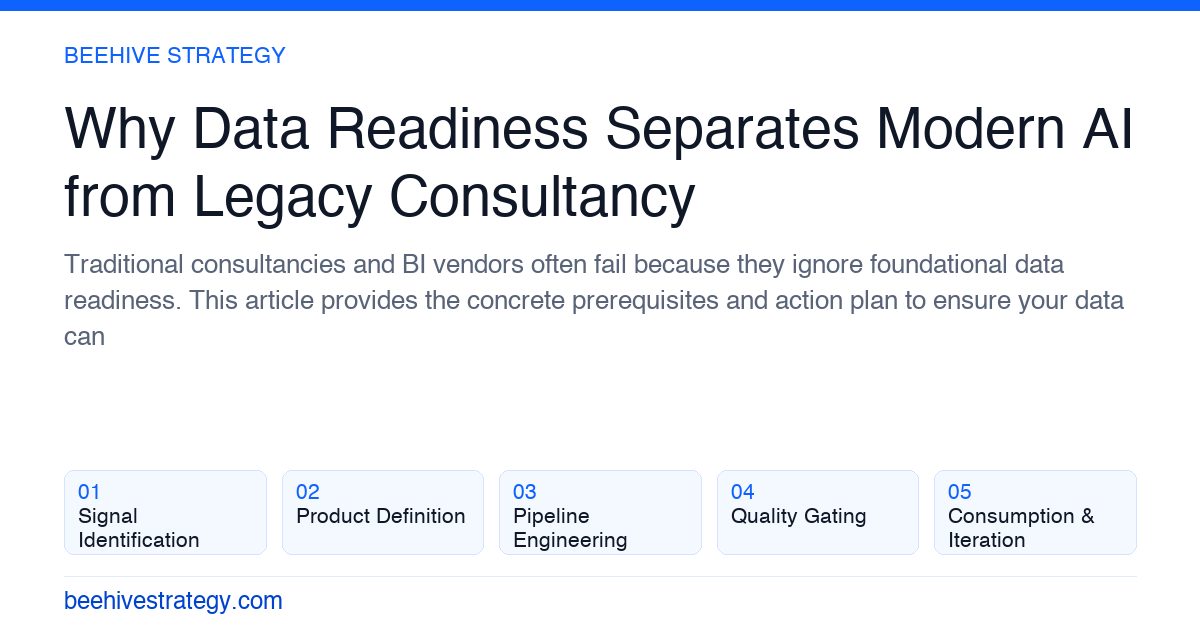 BEEHIVE STRATEGY
Why Data Readiness Separates Modern AI
from Legacy Consultancy
Traditional consultancies and BI vendors often fail because they ignore foundational data
readiness. This article provides the concrete prerequisites and action plan to ensure your data
can
01
Signal
Identification
02
Product Definition
03
Pipeline
Engineering
04
Quality Gating
05
Consumption &
Iteration
beehivestrategy.com